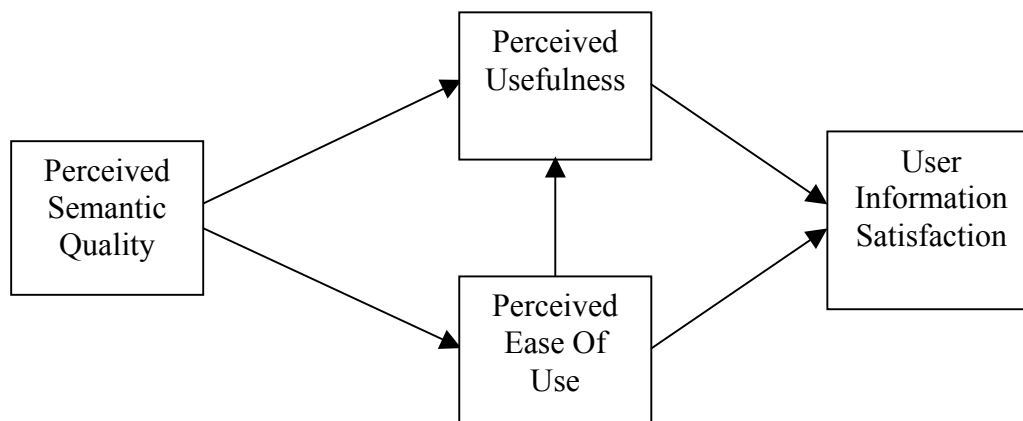 Perceived
Usefulness
Perceived
Semantic
Quality
User
Information
Satisfaction
Perceived
Ease Of
Use